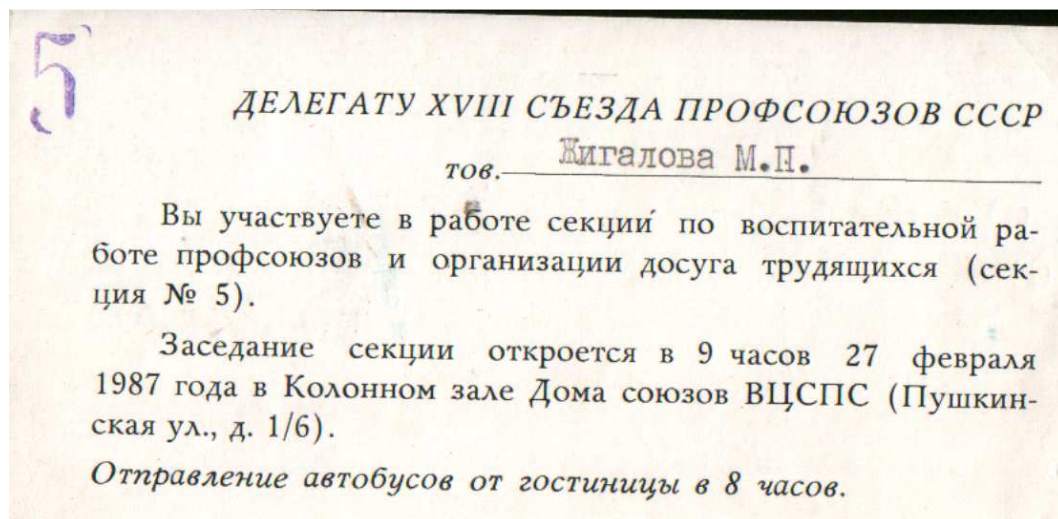 5
ДЕЛЕГАТУ XVIII СЪЕЗДА ПРОФСОЮЗОВ СССР
тов. Жигалова М.П.
Вы участвуете в работе секции по воспитательной ра-
боте профсоюзов и организации досуга трудящихся (сек-
ция № 5).
Заседание секции откроется в 9 часов 27 февраля
1987 года в Колонном зале Дома союзов ВЦСПС (Пушкин-
ская ул., д. 1/6).
Отправление автобусов от гостиницы в 8 часов.